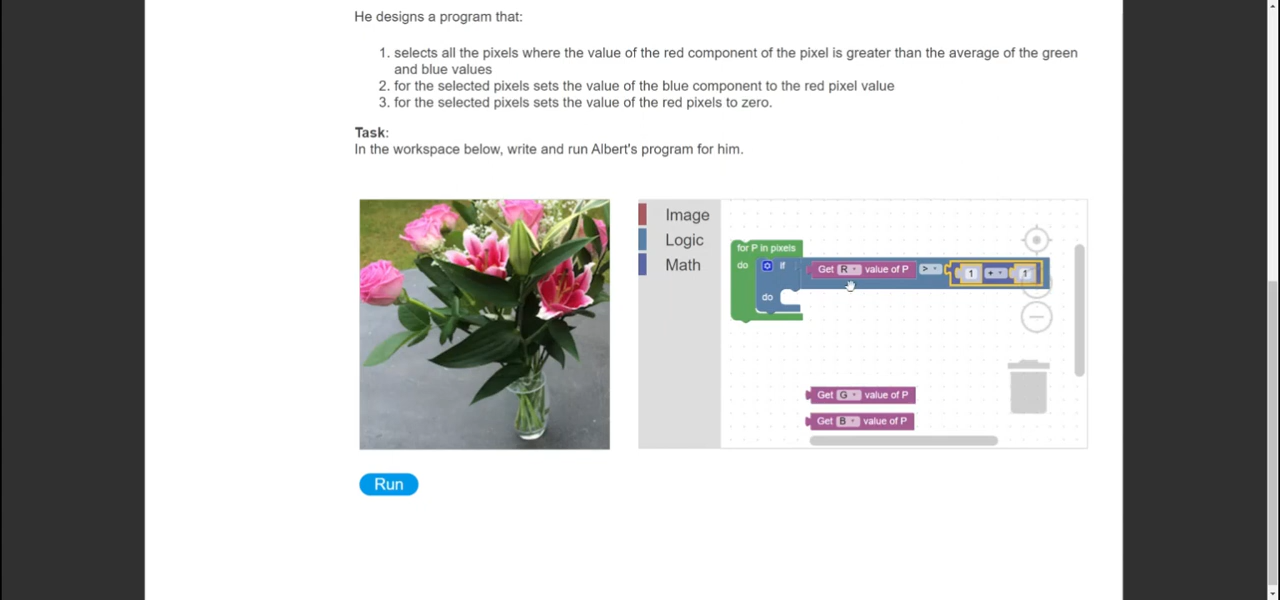 He designs a program that:
1. selects all the pixels where the value of the red component of the pixel is greater than the average of the green
and blue values
2. for the selected pixels sets the value of the blue component to the red pixel value
3. for the selected pixels sets the value of the red pixels to zero.
Task:
In the workspace below, write and run Albert's program for him.
Image
Logic
Math
for P in pixels
do if Get R value of P > 1 + 1
do
Get G value of P
Get B value of P
Run